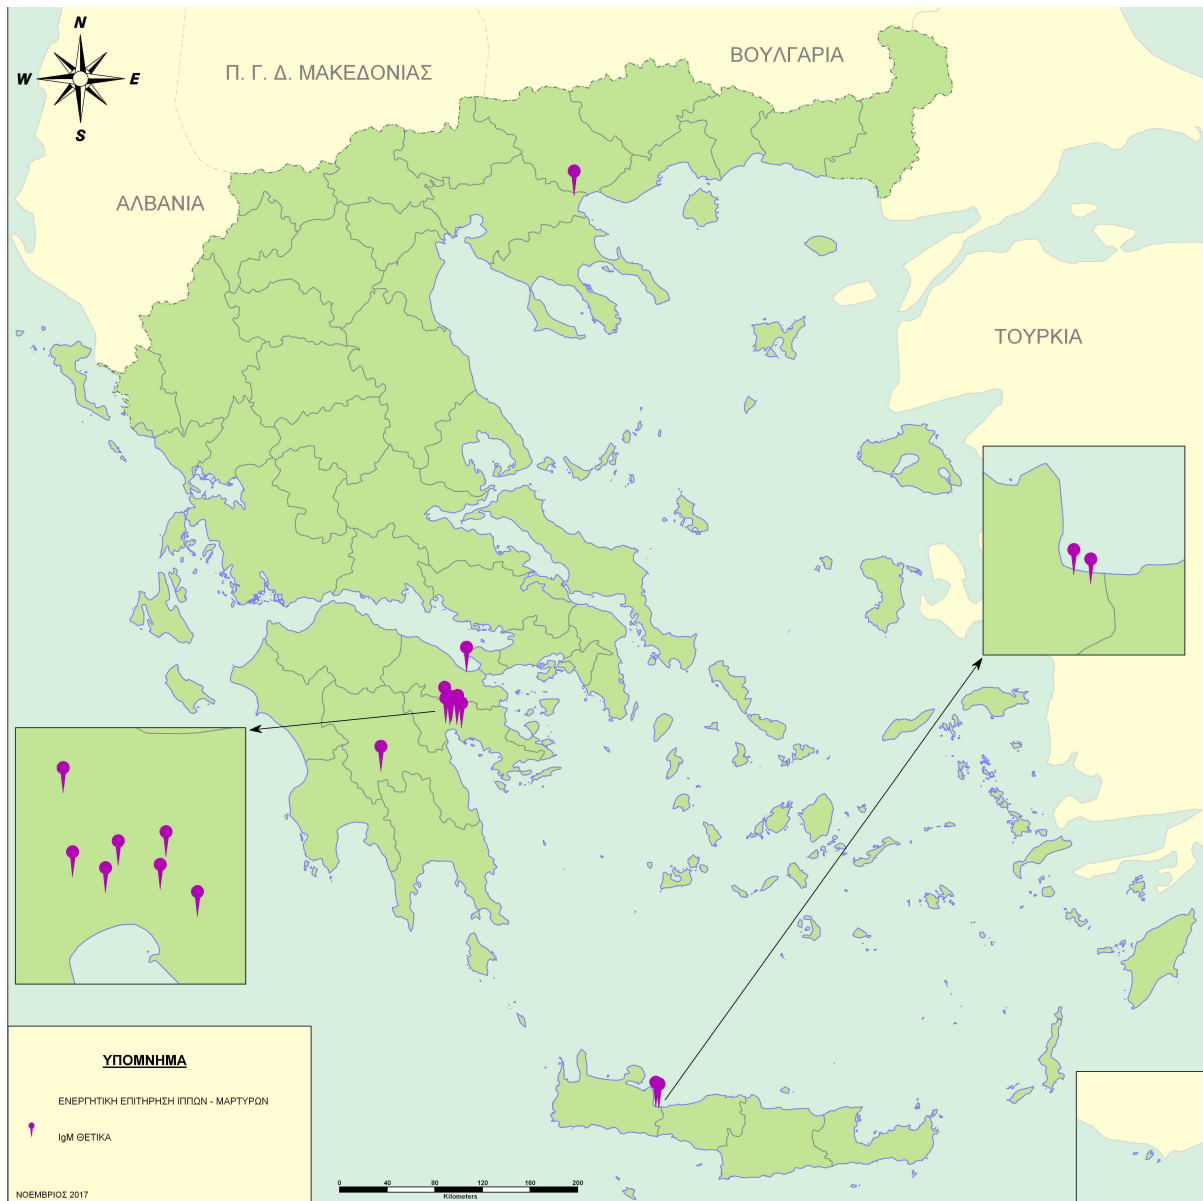 N
W E
S
Π. Γ. Δ. ΜΑΚΕΔΟΝΙΑΣ
ΒΟΥΛΓΑΡΙΑ
ΑΛΒΑΝΙΑ
ΤΟΥΡΚΙΑ
ΥΠΟΜΝΗΜΑ
ΕΝΕΡΓΗΤΙΚΗ ΕΠΙΤΗΡΗΣΗ ΙΠΠΩΝ - ΜΑΡΤΥΡΩΝ
IgM ΘΕΤΙΚΑ
ΝΟΕΜΒΡΙΟΣ 2017
0 40 80 120 160 200
Kilometers